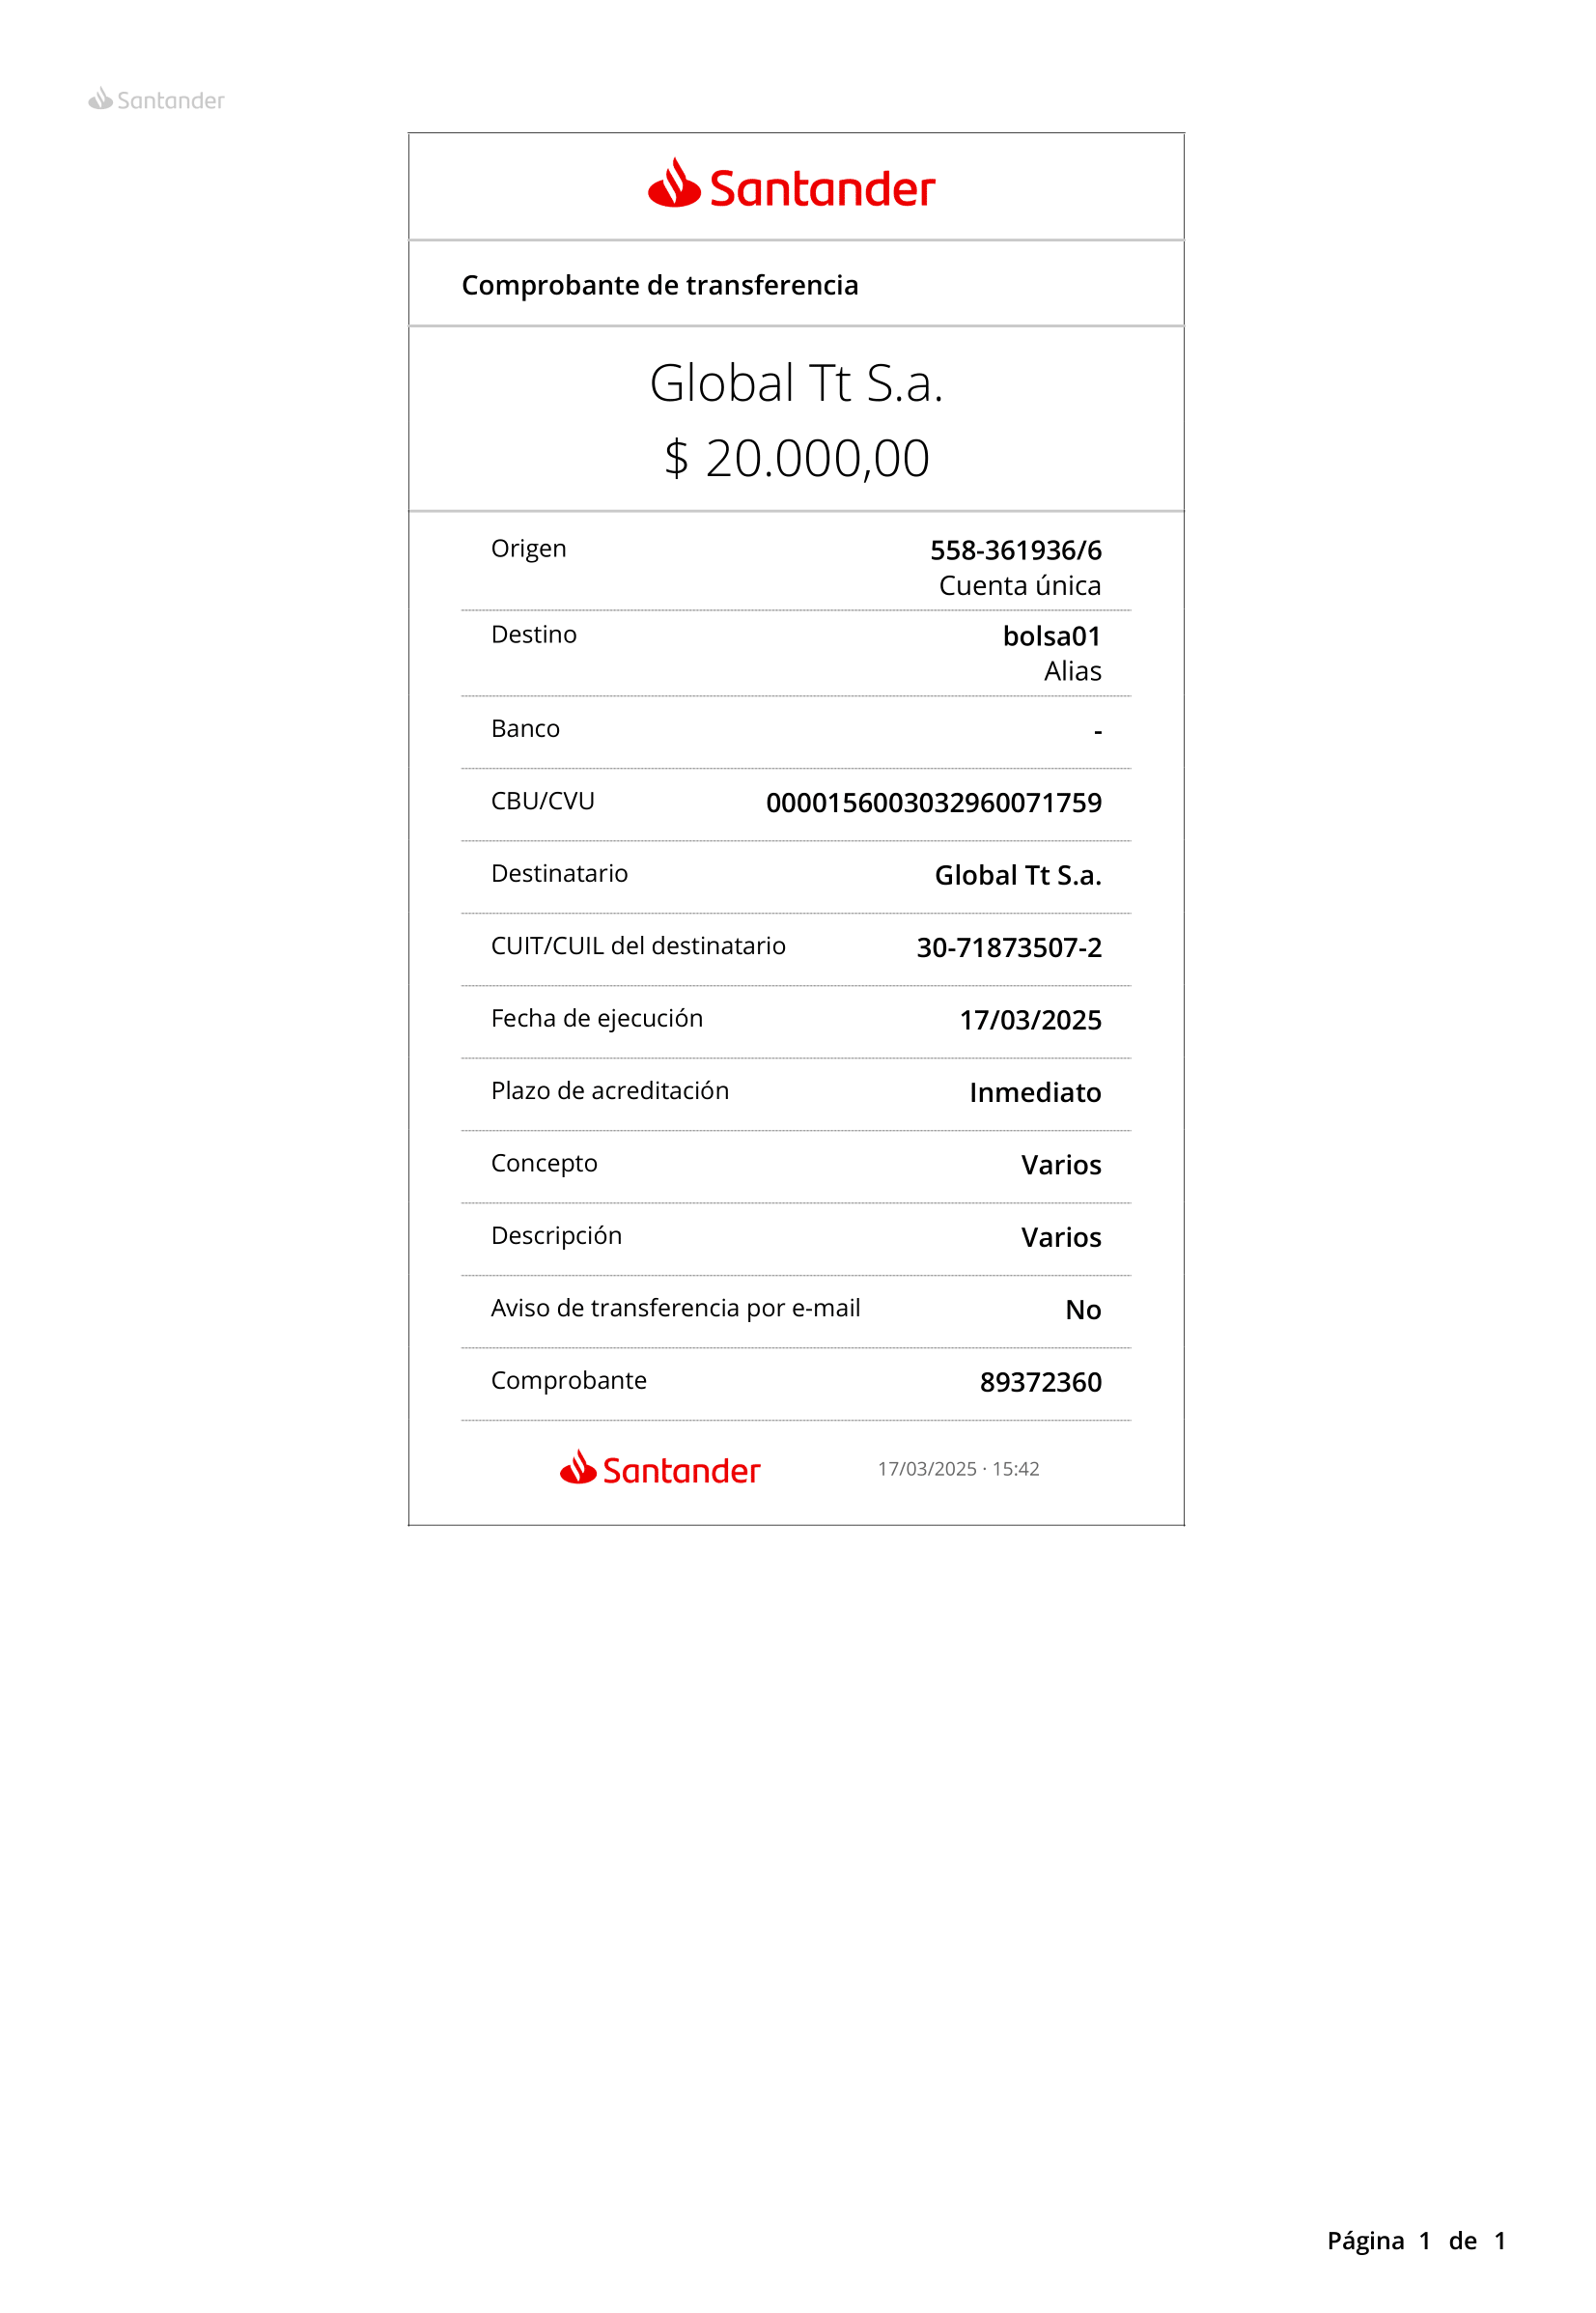 Santander
Santander
Comprobante de transferencia
Global Tt S.a.
$ 20.000,00
Origen 558-361936/6
Cuenta única
Destino bolsa01
Alias
Banco -
CBU/CVU 0000156003032960071759
Destinatario Global Tt S.a.
CUIT/CUIL del destinatario 30-71873507-2
Fecha de ejecución 17/03/2025
Plazo de acreditación Inmediato
Concepto Varios
Descripción Varios
Aviso de transferencia por e-mail No
Comprobante 89372360
Santander 17/03/2025 · 15:42
Página 1 de 1